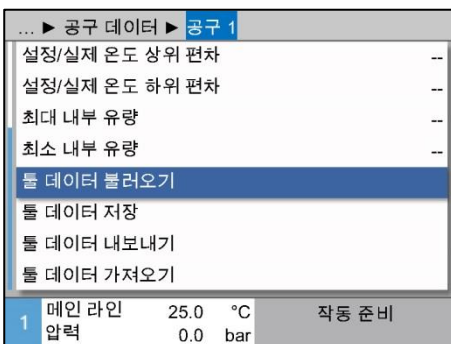 ... ► 공구 데이터 ► 공구 1
설정/실제 온도 상위 편차 --
설정/실제 온도 하위 편차 --
최대 내부 유량 --
최소 내부 유량 --
툴 데이터 불러오기
툴 데이터 저장
툴 데이터 내보내기
툴 데이터 가져오기
1 메인 라인 25.0 °C 작동 준비
압력 0.0 bar